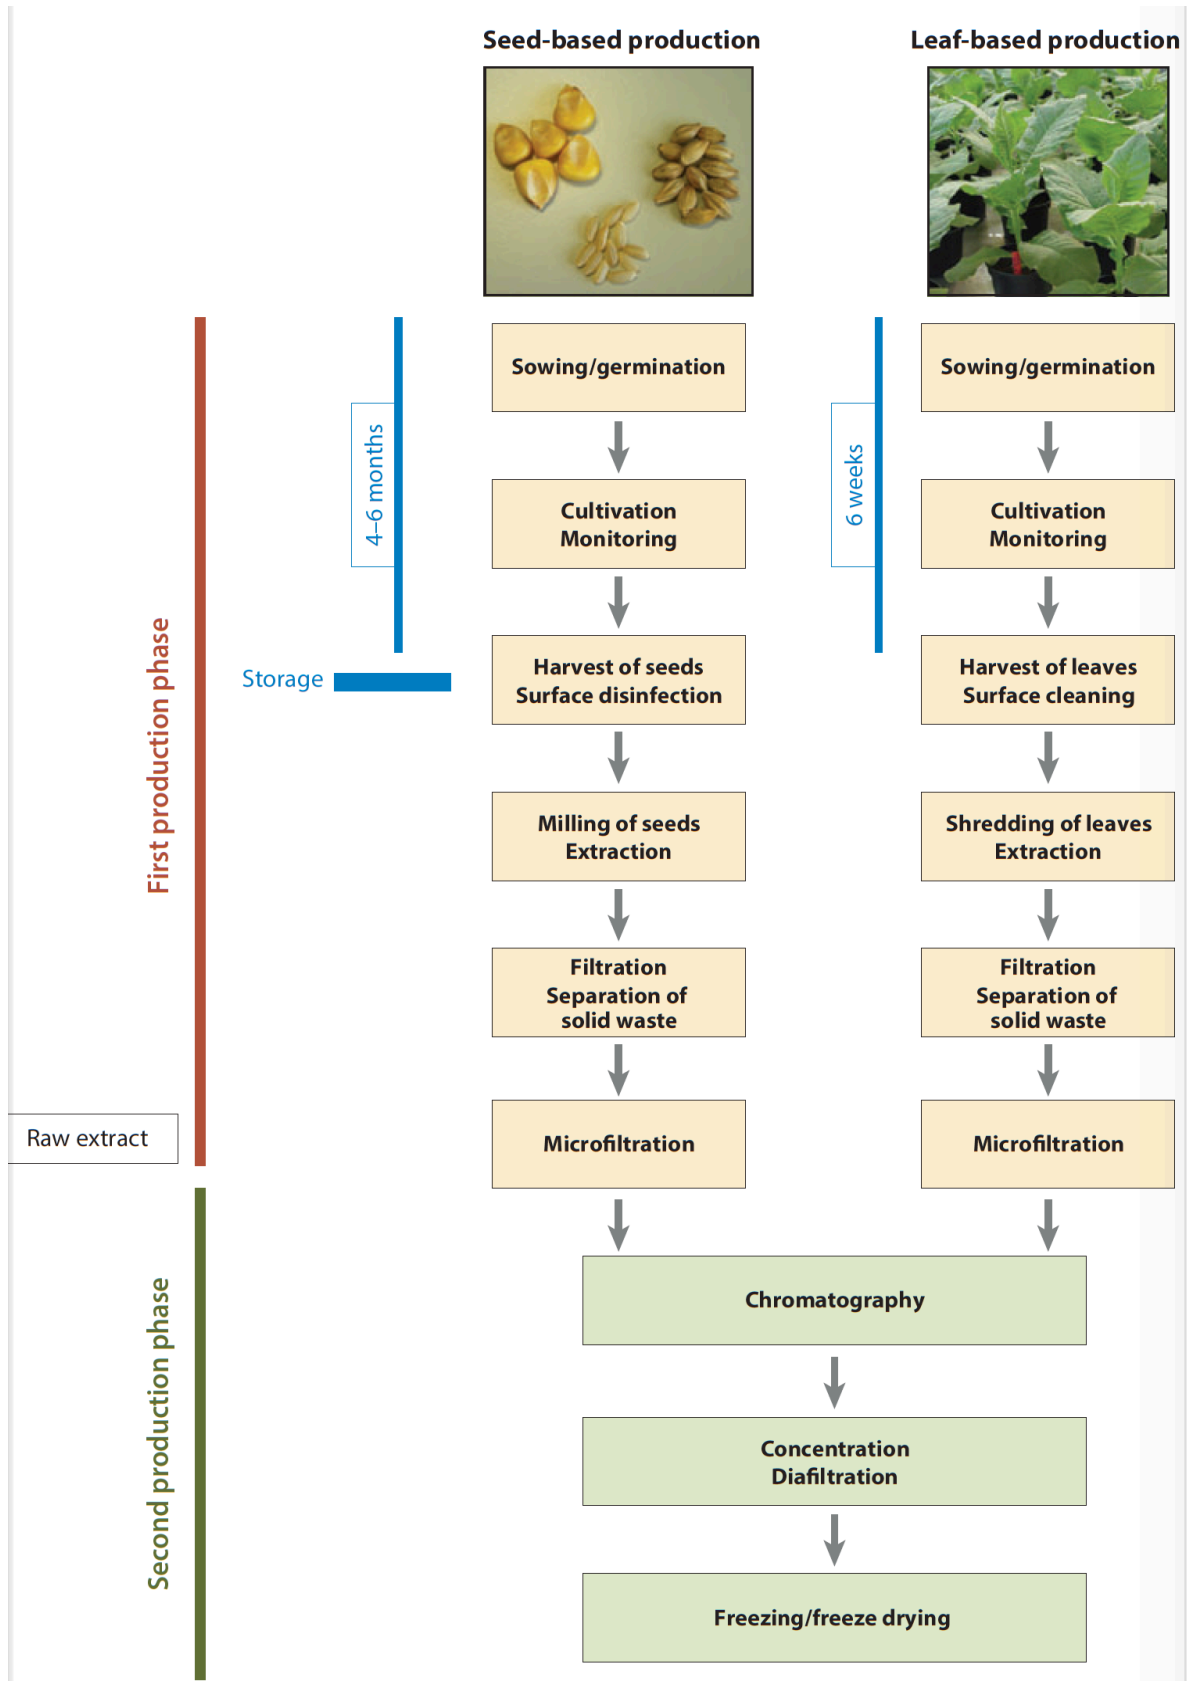 Seed-based production
Leaf-based production
Sowing/germination
Sowing/germination
4–6 months
6 weeks
Cultivation
Monitoring
Cultivation
Monitoring
Storage
Harvest of seeds
Surface disinfection
Harvest of leaves
Surface cleaning
First production phase
Milling of seeds
Extraction
Shredding of leaves
Extraction
Filtration
Separation of
solid waste
Filtration
Separation of
solid waste
Raw extract
Microfiltration
Microfiltration
Second production phase
Chromatography
Concentration
Diafiltration
Freezing/freeze drying